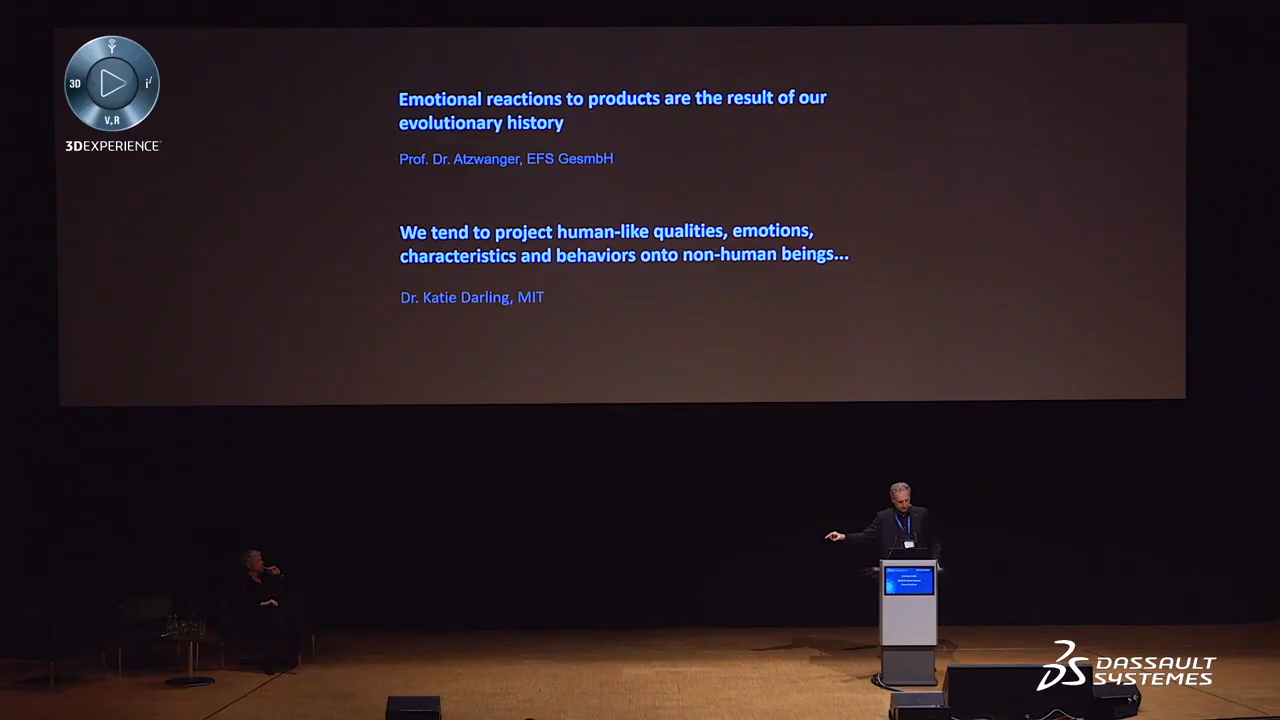 3D
i
V,R
3DEXPERIENCE
Emotional reactions to products are the result of our
evolutionary history
Prof. Dr. Atzwanger, EFS GesmbH
We tend to project human-like qualities, emotions,
characteristics and behaviors onto non-human beings...
Dr. Katie Darling, MIT
DASSAULT
SYSTEMES